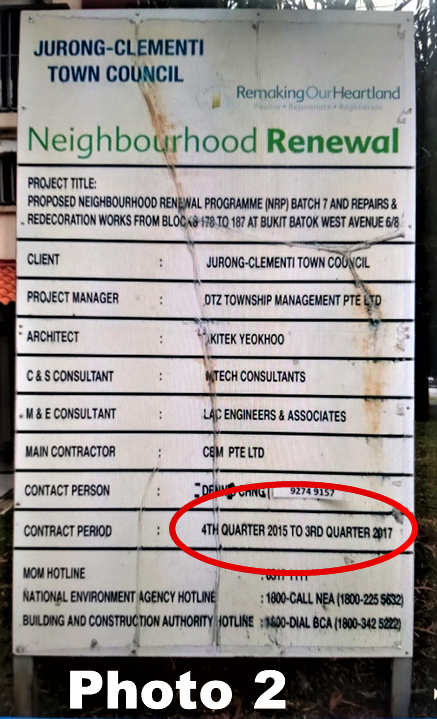 JURONG-CLEMENTI
TOWN COUNCIL
RemakingOurHeartland
Neighbourhood Renewal
PROJECT TITLE:
PROPOSED NEIGHBOURHOOD RENEWAL PROGRAMME (NRP) BATCH 7 AND REPAIRS &
REDECORATION WORKS FROM BLOCKS 178 TO 187 AT BUKIT BATOK WEST AVENUE 6/8
CLIENT : JURONG-CLEMENTI TOWN COUNCIL
PROJECT MANAGER : DTZ TOWNSHIP MANAGEMENT PTE LTD
ARCHITECT : KITEK YEOKHOO
C & S CONSULTANT : TECH CONSULTANTS
M & E CONSULTANT : LAC ENGINEERS & ASSOCIATES
MAIN CONTRACTOR : CBM PTE LTD
CONTACT PERSON : 9274 9157
CONTRACT PERIOD : 4TH QUARTER 2015 TO 3RD QUARTER 2017
MOM HOTLINE :
NATIONAL ENVIRONMENT AGENCY HOTLINE : 1800-CALL NEA (1800-225 5632)
BUILDING AND CONSTRUCTION AUTHORITY HOTLINE : 1800-DIAL BCA (1800-342 5222)
Photo 2